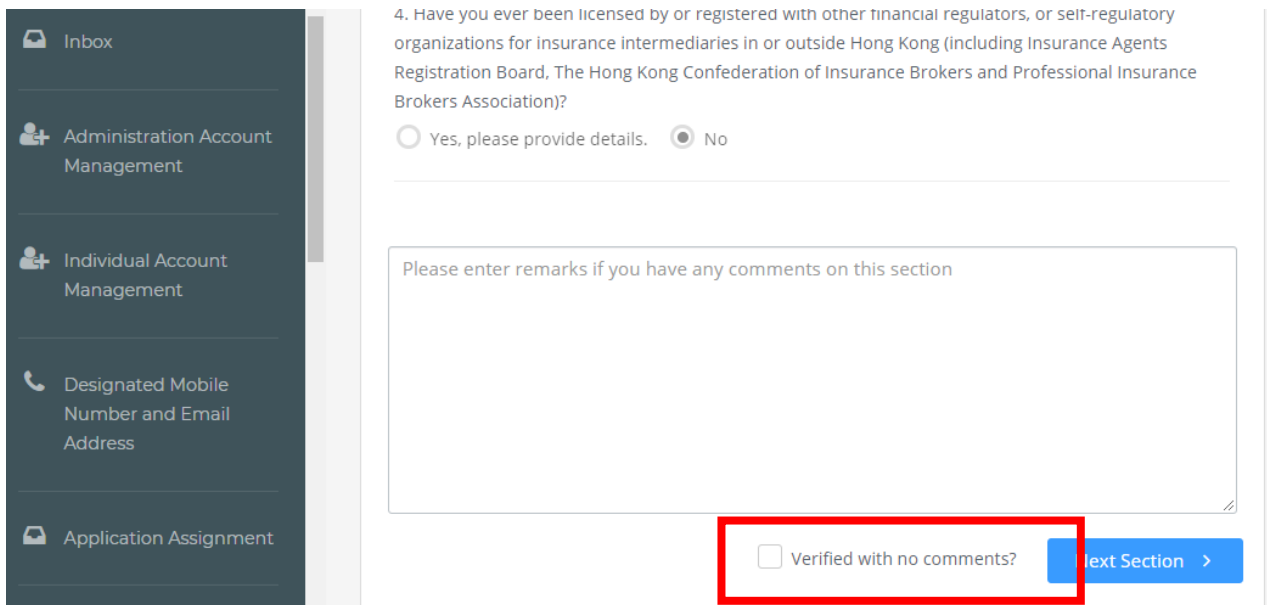 Inbox
Administration Account
Management
Individual Account
Management
Designated Mobile
Number and Email
Address
Application Assignment
4. Have you ever been licensed by or registered with other financial regulators, or self-regulatory
organizations for insurance intermediaries in or outside Hong Kong (including Insurance Agents
Registration Board, The Hong Kong Confederation of Insurance Brokers and Professional Insurance
Brokers Association)?
Yes, please provide details. No
Please enter remarks if you have any comments on this section
Verified with no comments? Next Section